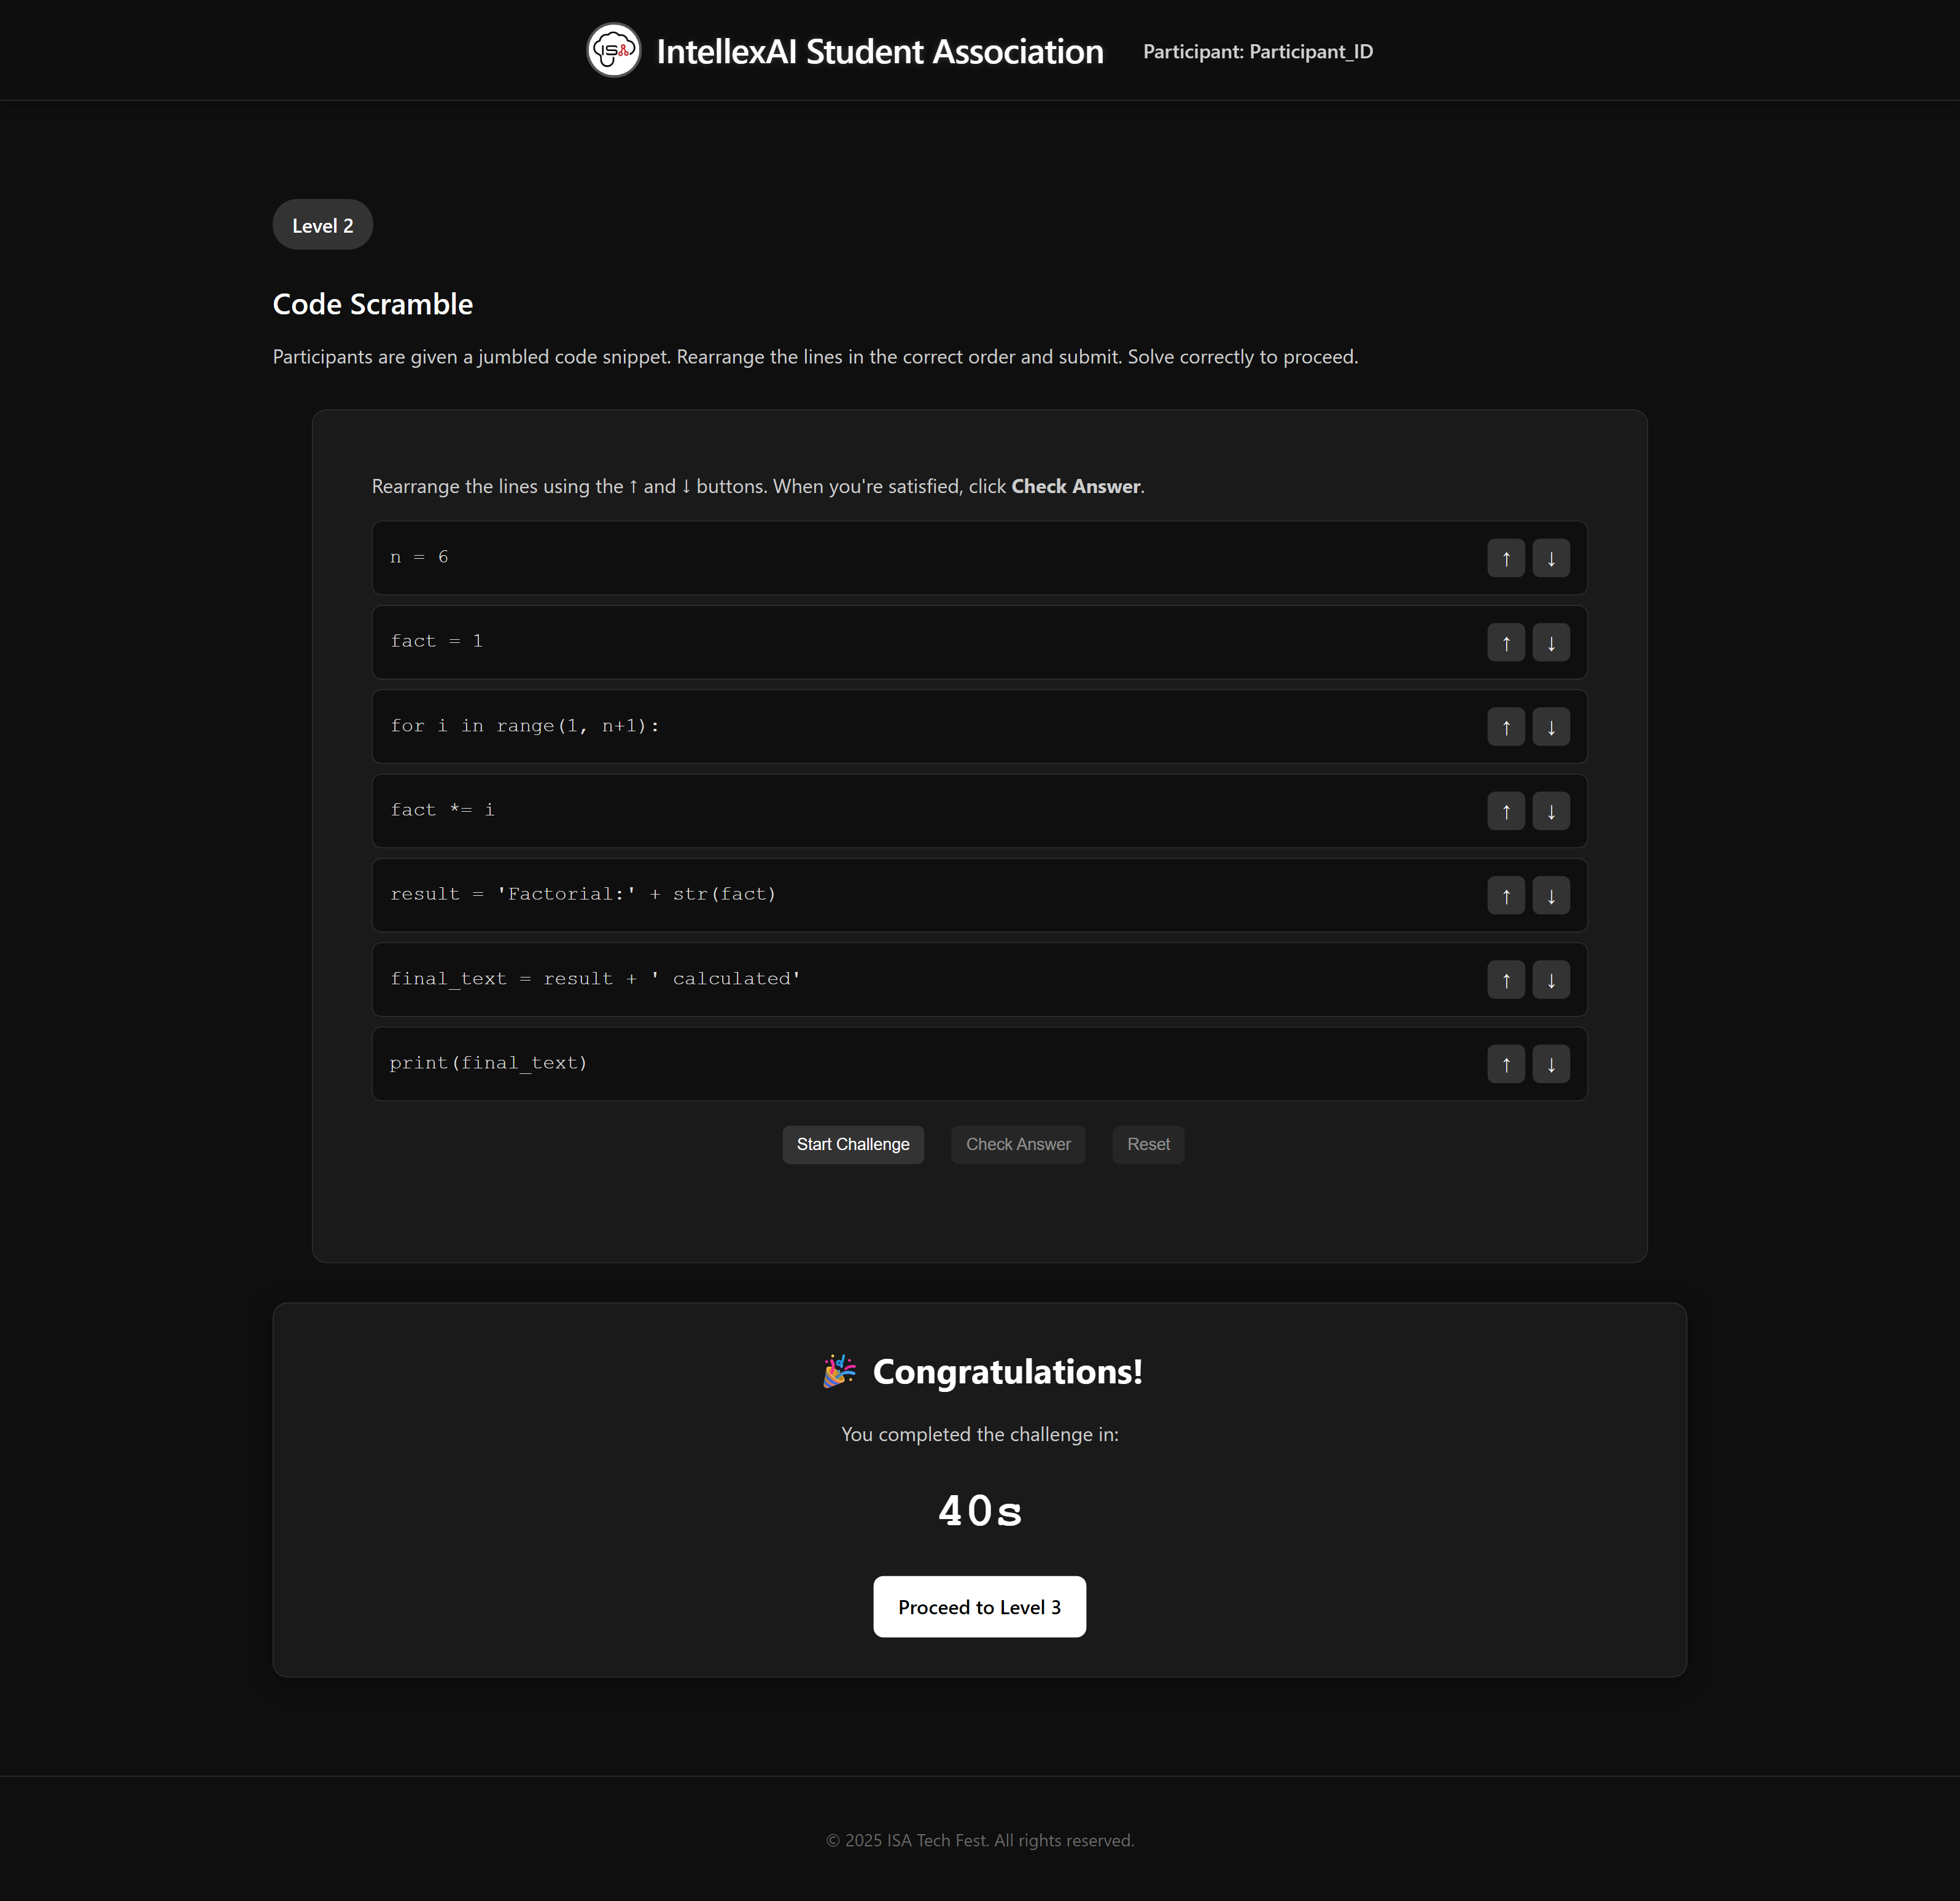 ISA
IntellexAI Student Association
Participant: Participant_ID
Level 2
Code Scramble
Participants are given a jumbled code snippet. Rearrange the lines in the correct order and submit. Solve correctly to proceed.
Rearrange the lines using the ↑ and ↓ buttons. When you're satisfied, click Check Answer.
n = 6 ↑ ↓
fact = 1 ↑ ↓
for i in range(1, n+1): ↑ ↓
fact *= i ↑ ↓
result = 'Factorial:' + str(fact) ↑ ↓
final_text = result + ' calculated' ↑ ↓
print(final_text) ↑ ↓
Start Challenge Check Answer Reset
🎉 Congratulations!
You completed the challenge in:
40s
Proceed to Level 3
© 2025 ISA Tech Fest. All rights reserved.